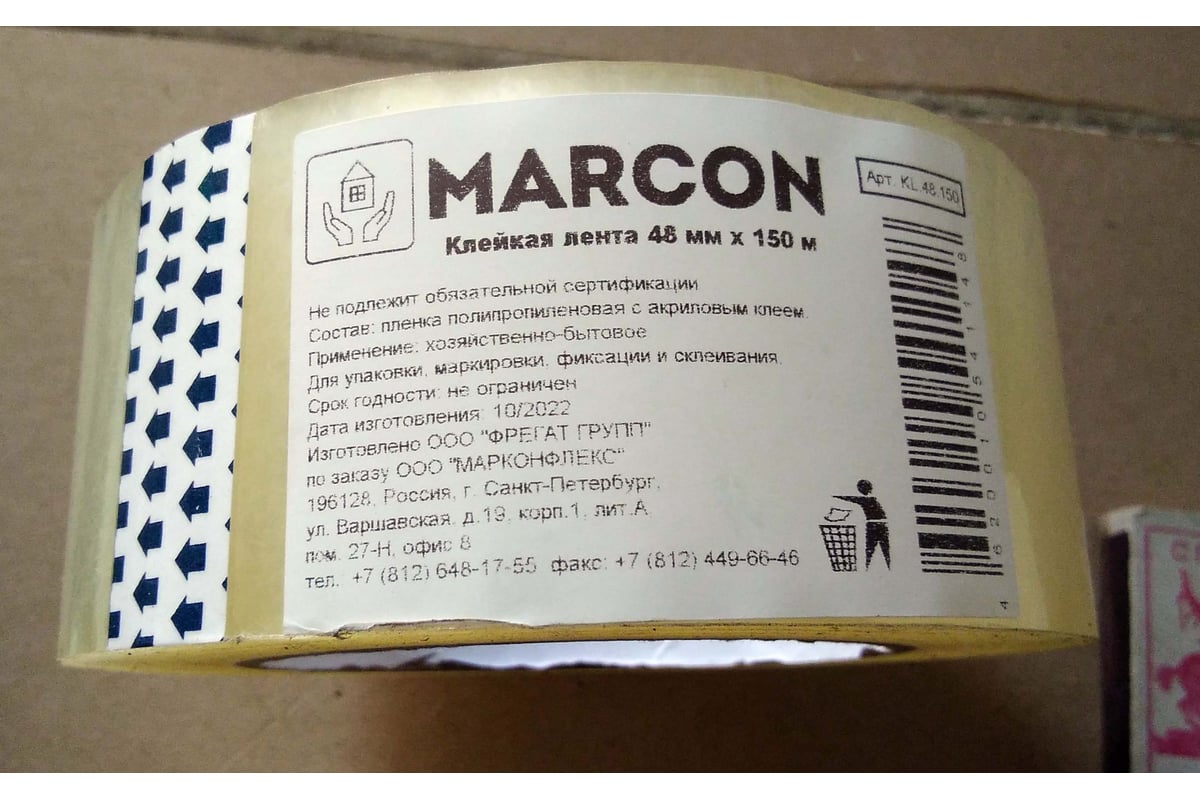 MARCON
Арт. KL.48.150
Клейкая лента 48 мм х 150 м
Не подлежит обязательной сертификации
Состав: пленка полипропиленовая с акриловым клеем.
Применение: хозяйственно-бытовое
Для упаковки, маркировки, фиксации и склеивания.
Срок годности: не ограничен
Дата изготовления: 10/2022
Изготовлено ООО "ФРЕГАТ ГРУПП"
по заказу ООО "МАРКОНФЛЕКС"
196128, Россия, г. Санкт-Петербург,
ул. Варшавская, д.19, корп.1, лит.А,
пом. 27-Н, офис 8
тел.: +7 (812) 648-17-55 факс: +7 (812) 449-66-46